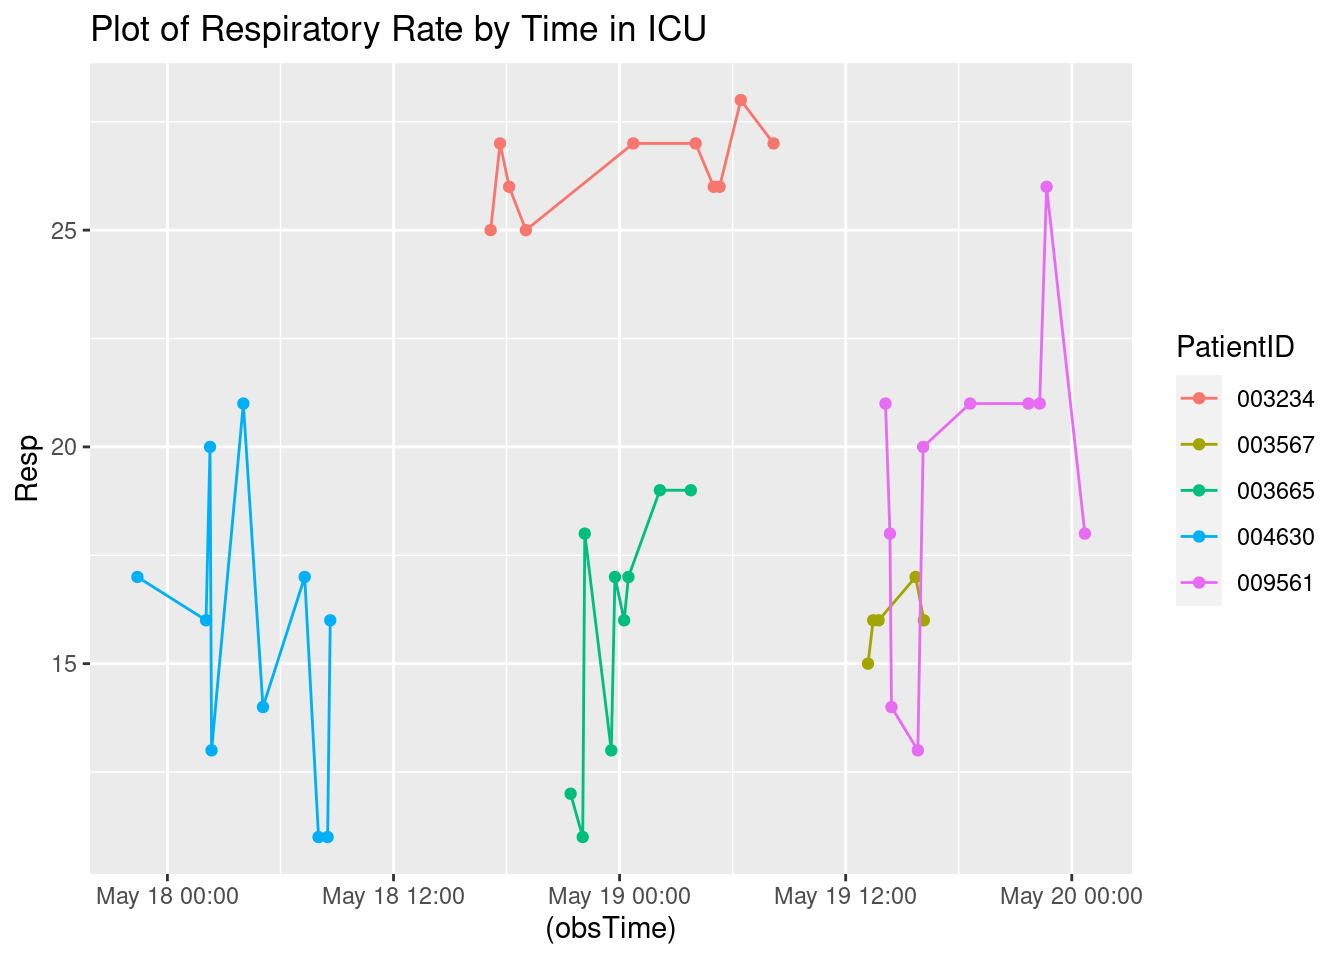 Plot of Respiratory Rate by Time in ICU
Resp
25
20
15
May 18 00:00
May 18 12:00
May 19 00:00
May 19 12:00
May 20 00:00
(obsTime)
PatientID
003234
003567
003665
004630
009561